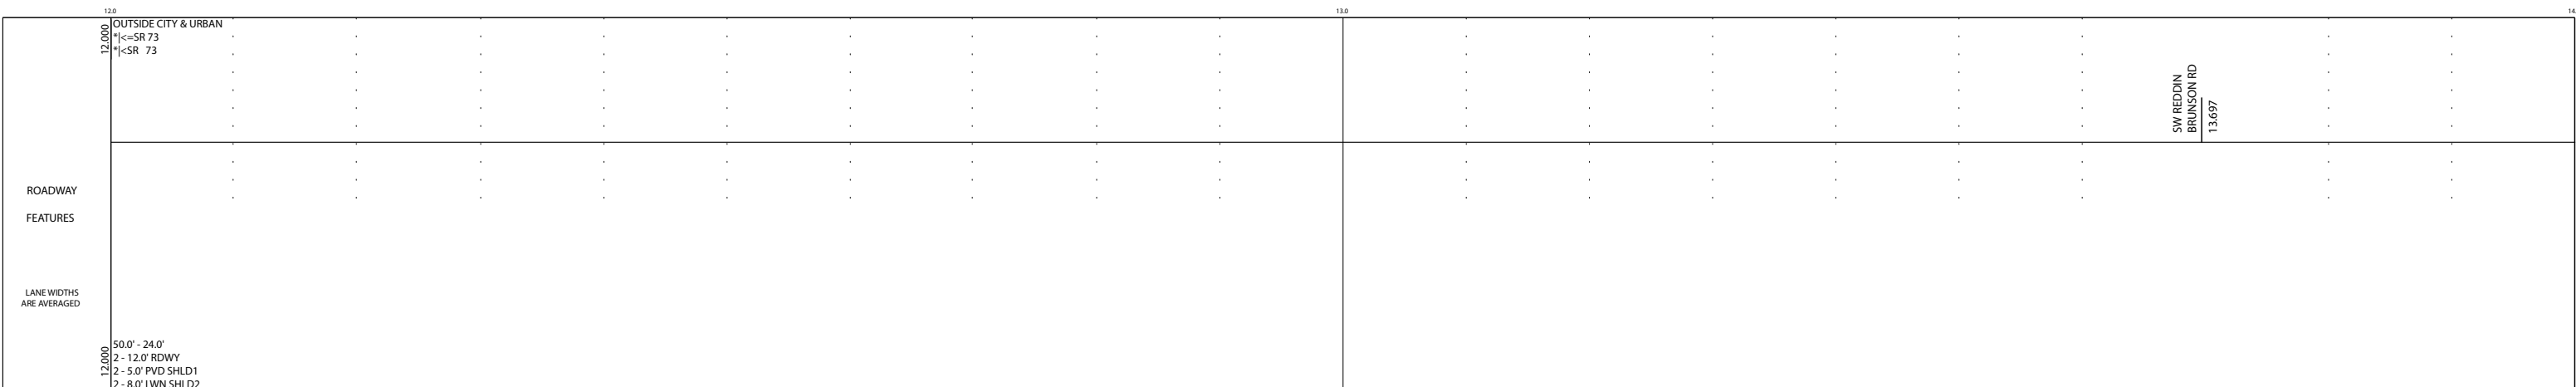 12.0
13.0
14.
12.000
OUTSIDE CITY & URBAN
*|<=SR 73
*|<SR 73
SW REDDIN
BRUNSON RD
13.697
ROADWAY
FEATURES
LANE WIDTHS
ARE AVERAGED
12.000
50.0' - 24.0'
2 - 12.0' RDWY
2 - 5.0' PVD SHLD1
2 - 8.0' LWN SHLD2